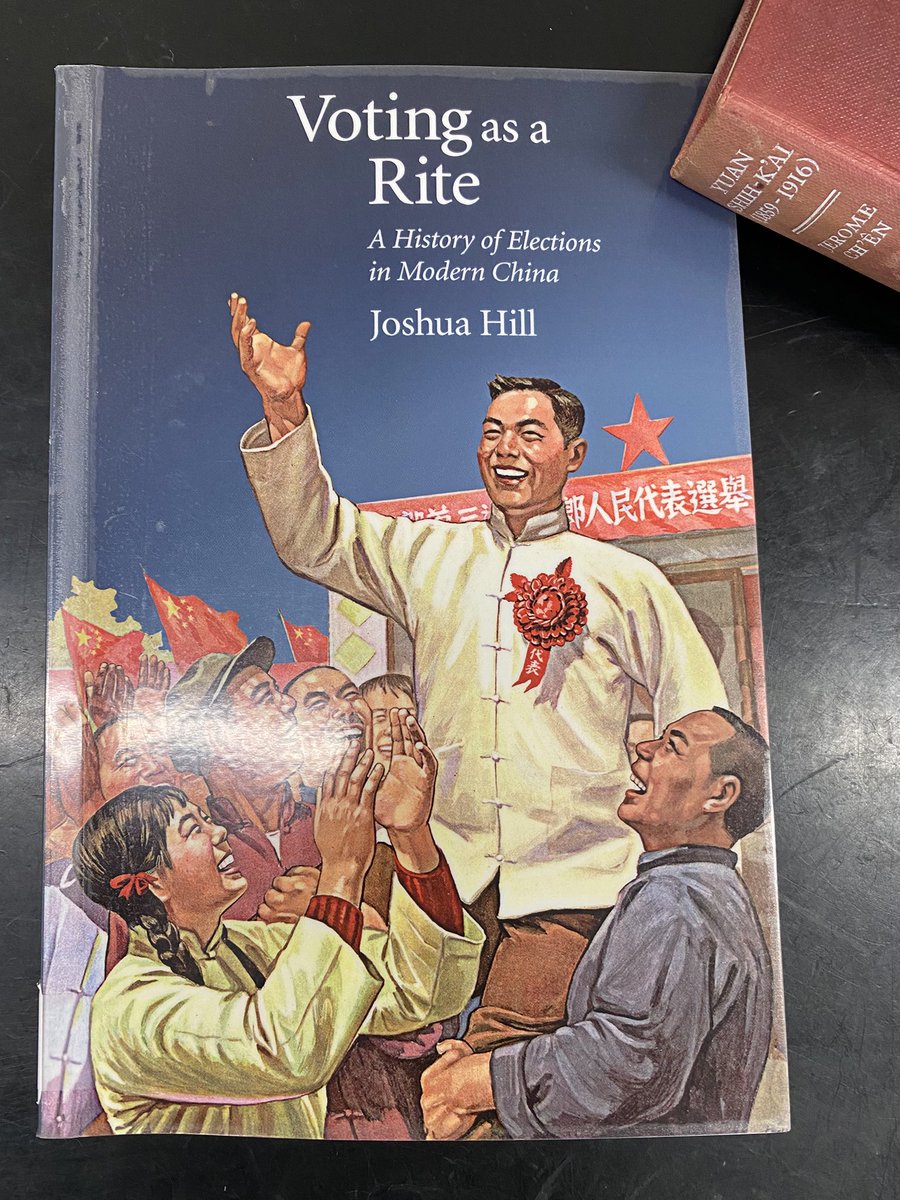 Voting as a
Rite
A History of Elections
in Modern China
Joshua Hill
人民代表選舉
代表
YUAN
SHIH-K'AI
(1859-1916)
JEROME
CH'ÊN